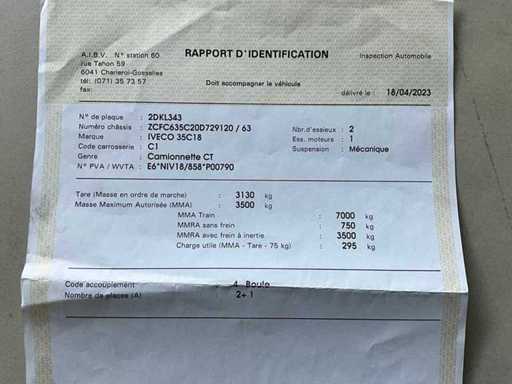 A.I.B.V. N° station 60 RAPPORT D'IDENTIFICATION Inspection Automobile
rue Tahon 59
6041 Charleroi-Gosselies
tél: (071) 35 73 57 Doit accompagner le véhicule
fax: délivré le : 18/04/2023
N° de plaque : 2DKL343
Numéro châssis : ZCFC635C20D729120 / 63 Nbr.d'essieux : 2
Marque : IVECO 35C18 Ess. moteurs : 1
Code carrosserie : C1 Suspension : Mécanique
Genre : Camionnette CT
N° PVA / WVTA : E6*NIV18/858*P00790
Tare (Masse en ordre de marche) : 3130 kg
Masse Maximum Autorisée (MMA) : 3500 kg
MMA Train : 7000 kg
MMRA sans frein : 750 kg
MMRA avec frein à inertie : 3500 kg
Charge utile (MMA - Tare - 75 kg) : 295 kg
Code accouplement : 4 Boule
Nombre de places (A) : 2+ 1